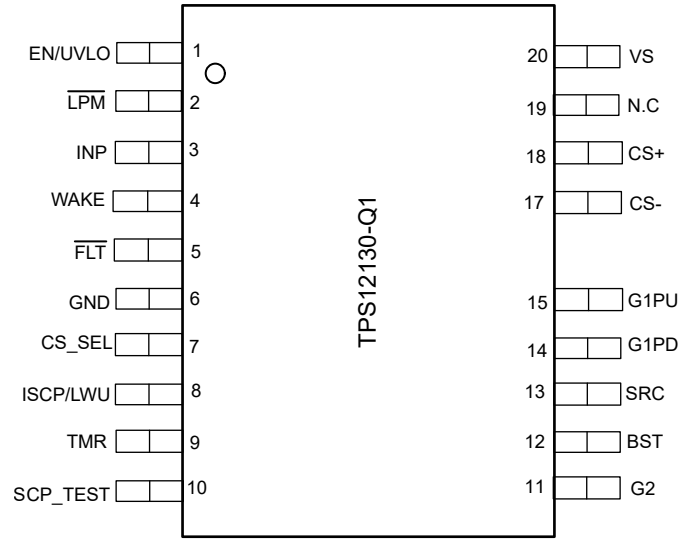 EN/UVLO 1
LPM 2
INP 3
WAKE 4
FLT 5
GND 6
CS_SEL 7
ISCP/LWU 8
TMR 9
SCP_TEST 10
TPS12130-Q1
20 VS
19 N.C
18 CS+
17 CS-
15 G1PU
14 G1PD
13 SRC
12 BST
11 G2